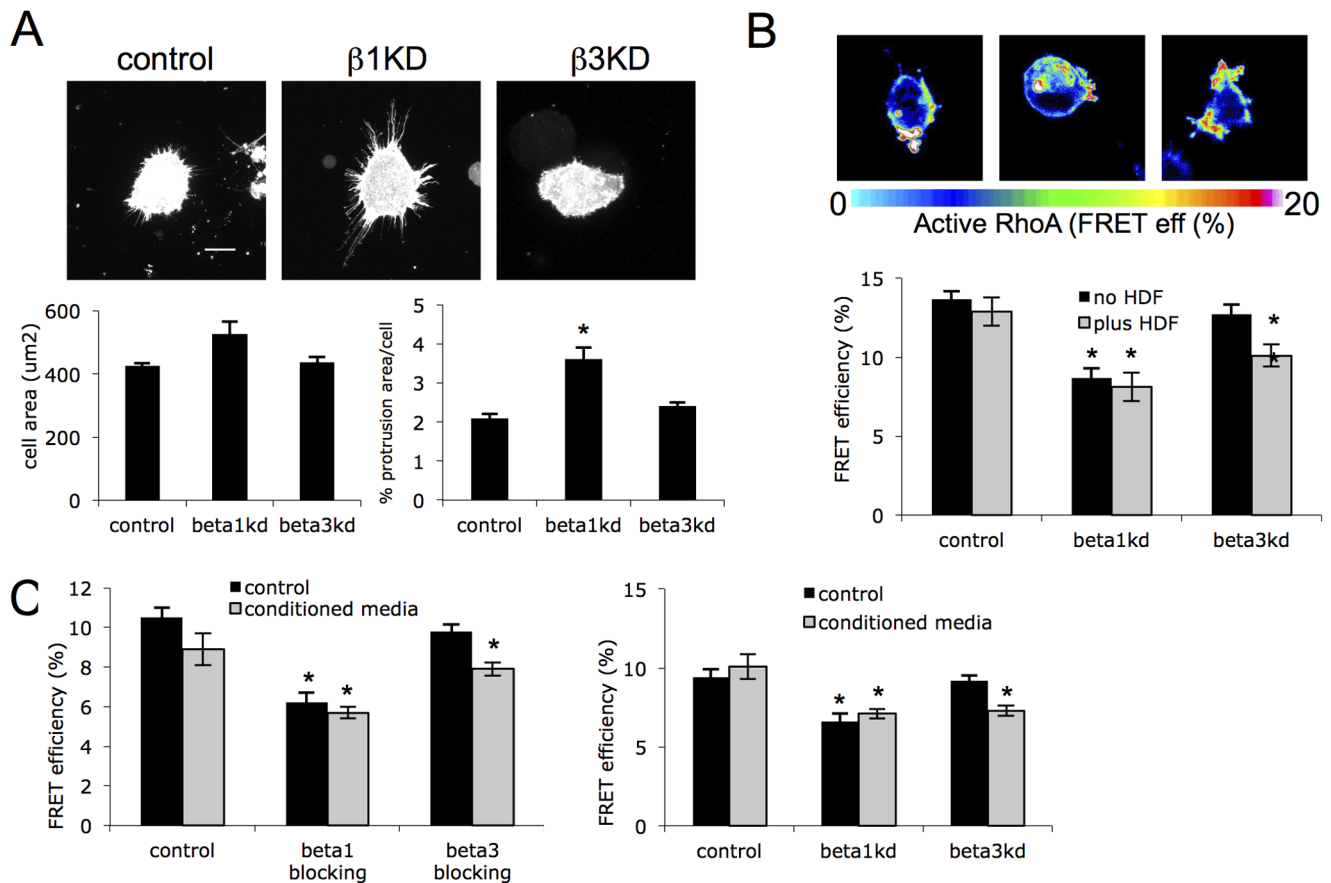 A
control
β1KD
β3KD
600
400
200
0
cell area (um2)
control
beta1kd
beta3kd
5
4
3
2
1
0
% protrusion area/cell
*
control
beta1kd
beta3kd
B
0
20
Active RhoA (FRET eff (%)
15
10
5
0
FRET efficiency (%)
no HDF
plus HDF
*
*
*
*
control
beta1kd
beta3kd
C
12
10
8
6
4
2
0
FRET efficiency (%)
control
conditioned media
*
*
*
control
beta1
blocking
beta3
blocking
15
10
5
0
FRET efficiency (%)
control
conditioned media
*
*
*
control
beta1kd
beta3kd